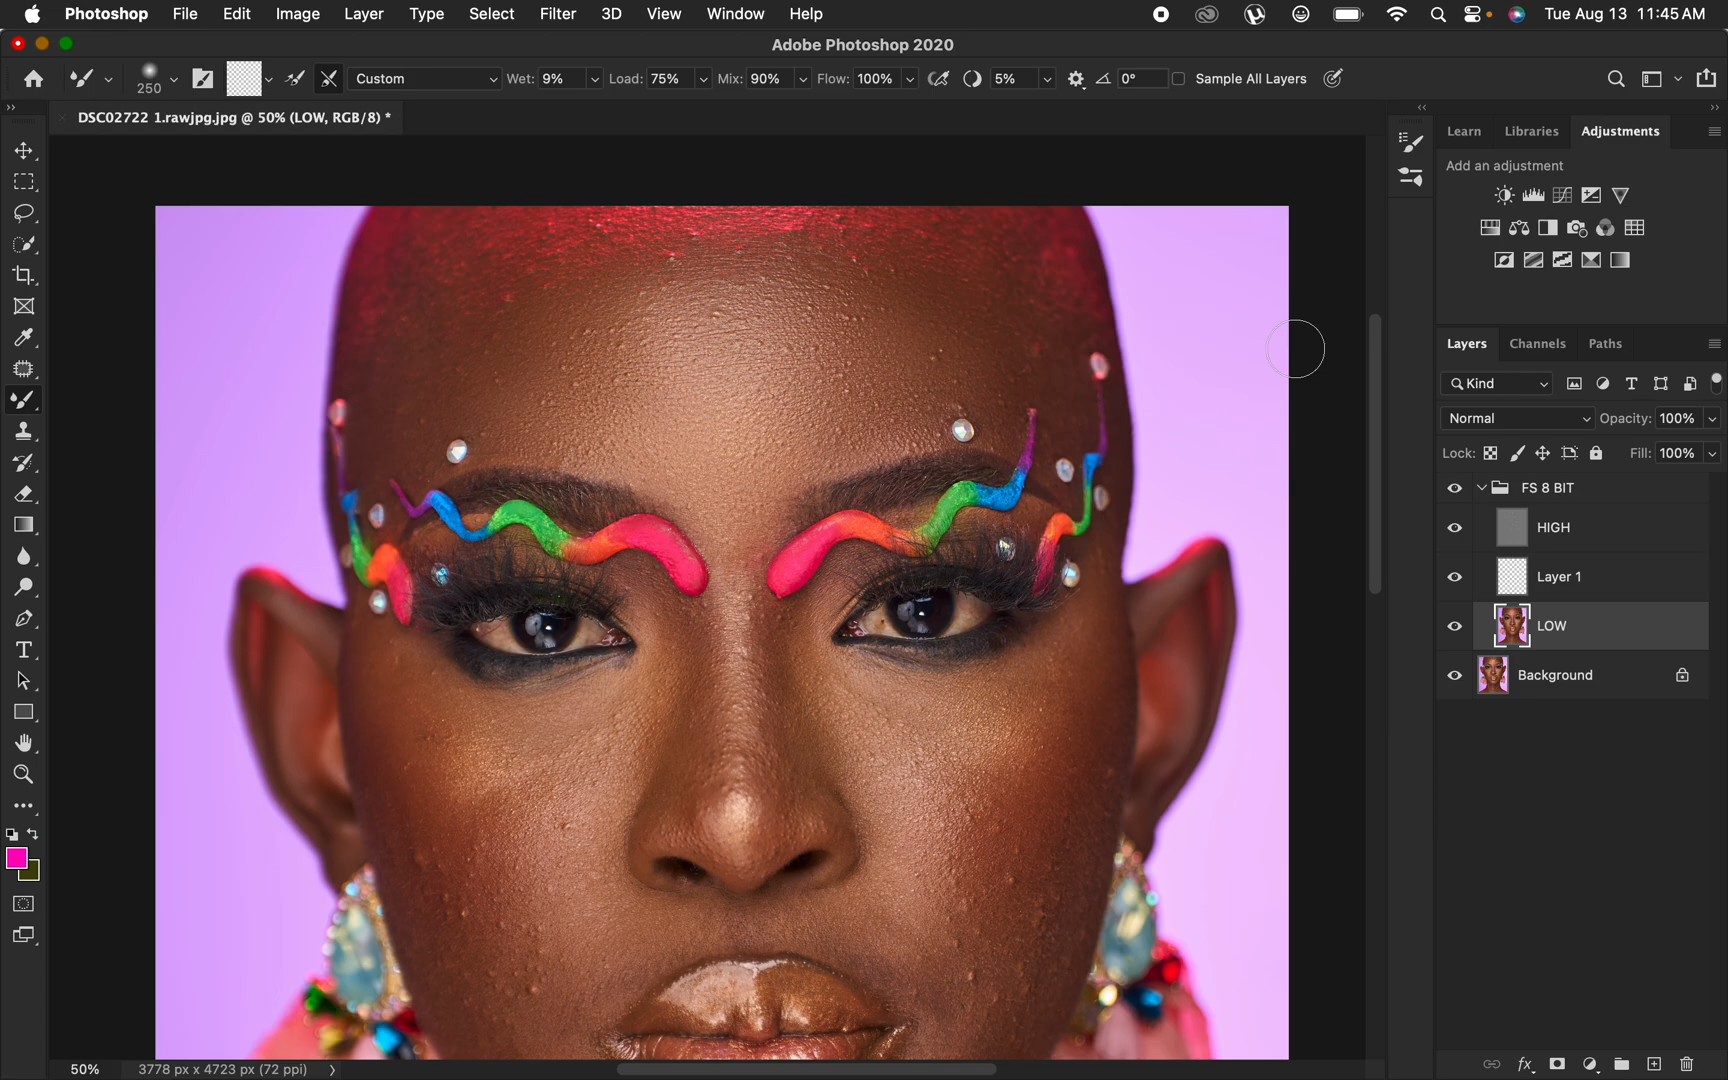 Photoshop File Edit Image Layer Type Select Filter 3D View Window Help Tue Aug 13 11:45 AM
Adobe Photoshop 2020
250 Custom Wet: 9% Load: 75% Mix: 90% Flow: 100% 5% 0° Sample All Layers
DSC02722 1.rawjpg.jpg @ 50% (LOW, RGB/8) *
Learn Libraries Adjustments
Add an adjustment
Layers Channels Paths
Kind
Normal Opacity: 100%
Lock: Fill: 100%
FS 8 BIT
HIGH
Layer 1
LOW
Background
50% 3778 px x 4723 px (72 ppi)